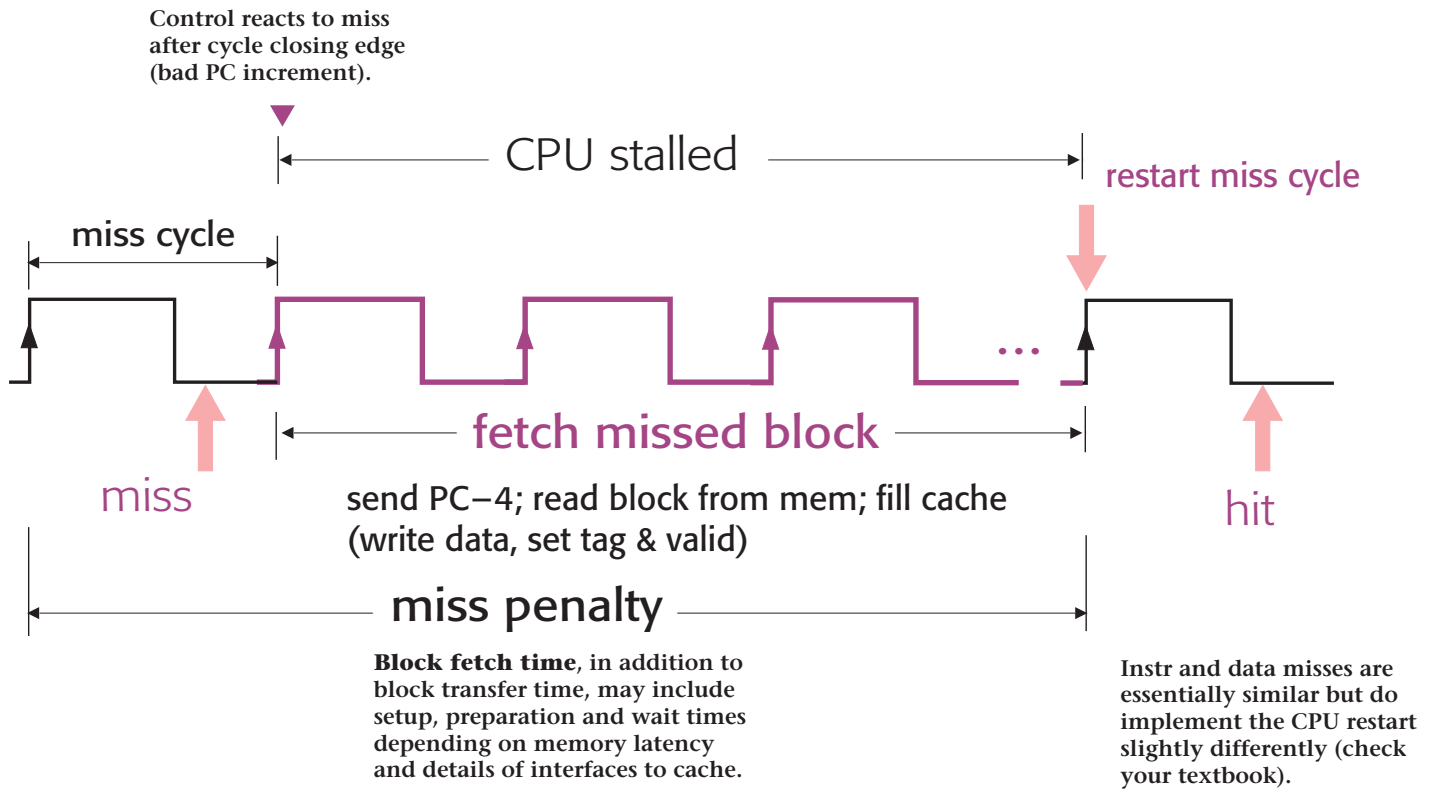 Control reacts to miss
after cycle closing edge
(bad PC increment).
CPU stalled
restart miss cycle
miss cycle
...
fetch missed block
miss
hit
send PC–4; read block from mem; fill cache
(write data, set tag & valid)
miss penalty
Block fetch time, in addition to
block transfer time, may include
setup, preparation and wait times
depending on memory latency
and details of interfaces to cache.
Instr and data misses are
essentially similar but do
implement the CPU restart
slightly differently (check
your textbook).